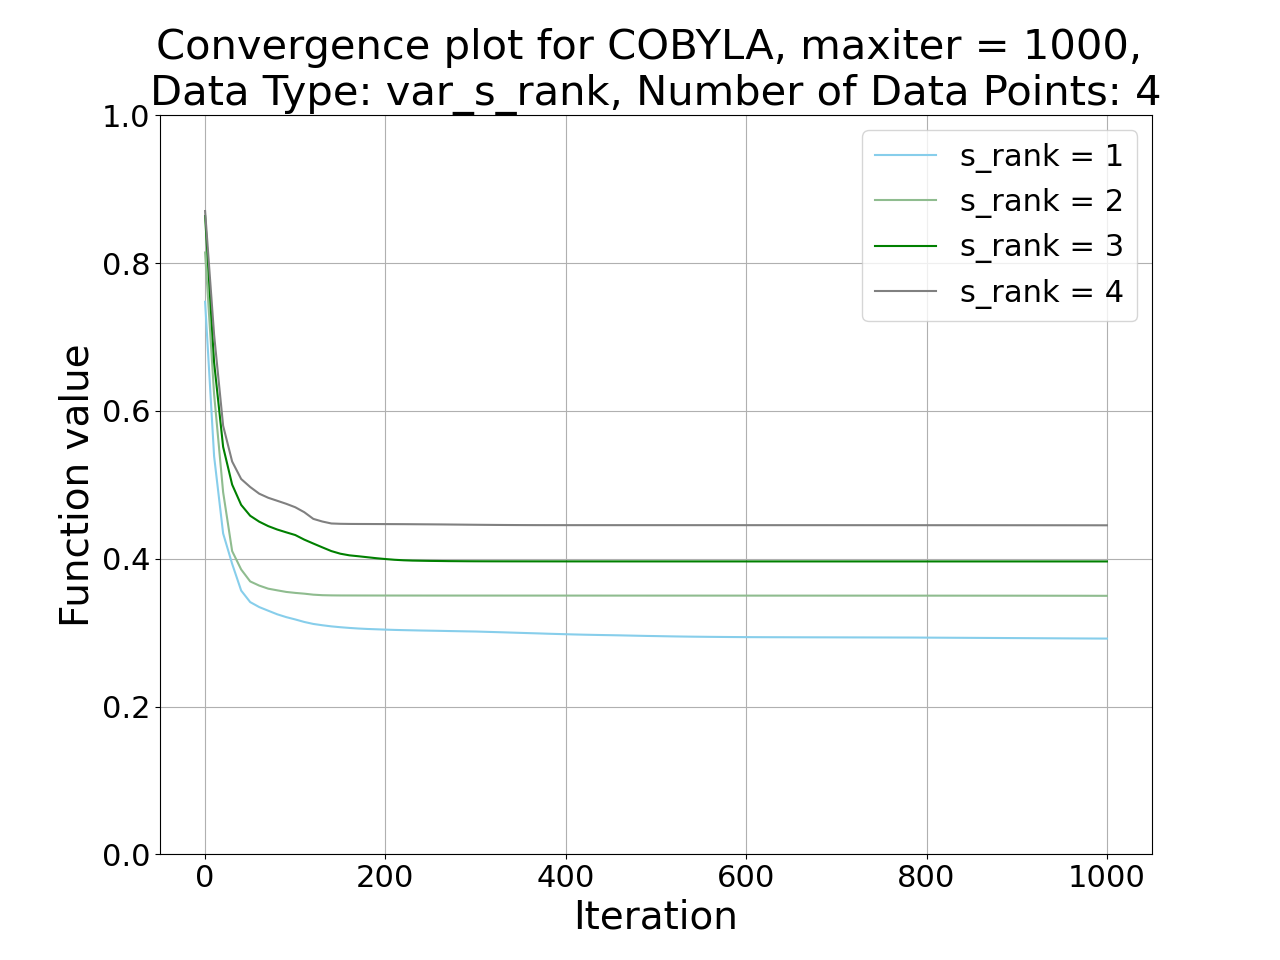 Convergence plot for COBYLA, maxiter = 1000,
Data Type: var_s_rank, Number of Data Points: 4
1.0
0.8
0.6
0.4
0.2
0.0
Function value
s_rank = 1
s_rank = 2
s_rank = 3
s_rank = 4
0
200
400
600
800
1000
Iteration